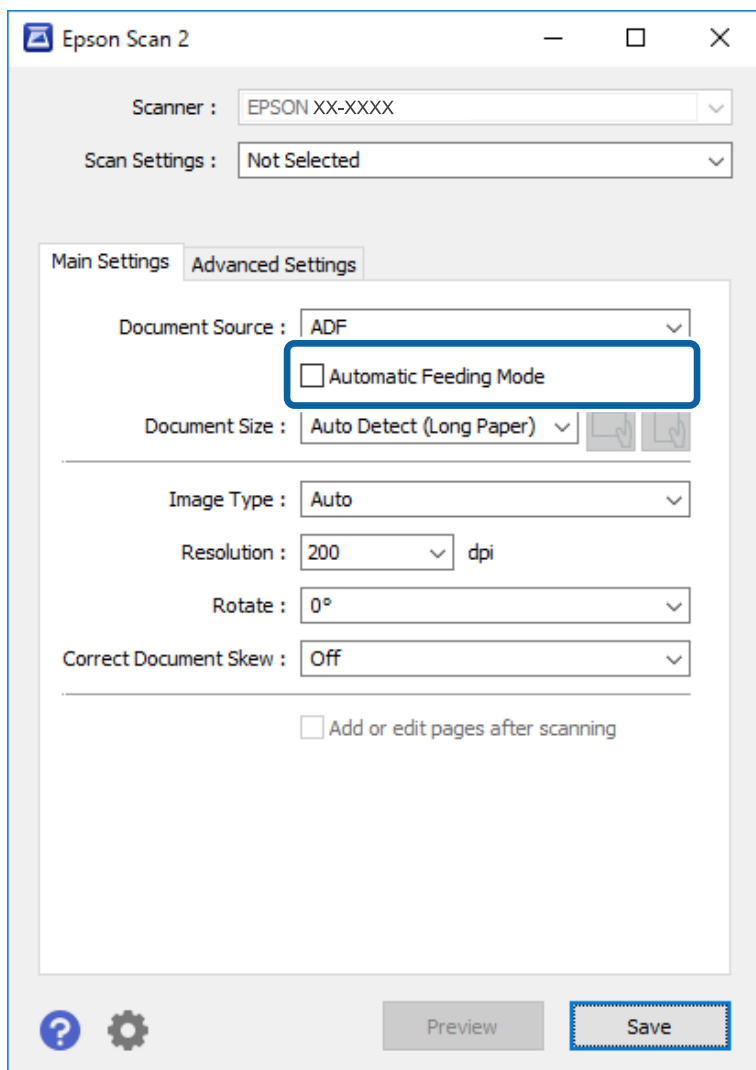 Epson Scan 2
Scanner : EPSON XX-XXXX
Scan Settings : Not Selected
Main Settings Advanced Settings
Document Source : ADF
Automatic Feeding Mode
Document Size : Auto Detect (Long Paper)
Image Type : Auto
Resolution : 200 dpi
Rotate : 0°
Correct Document Skew : Off
Add or edit pages after scanning
? Preview Save